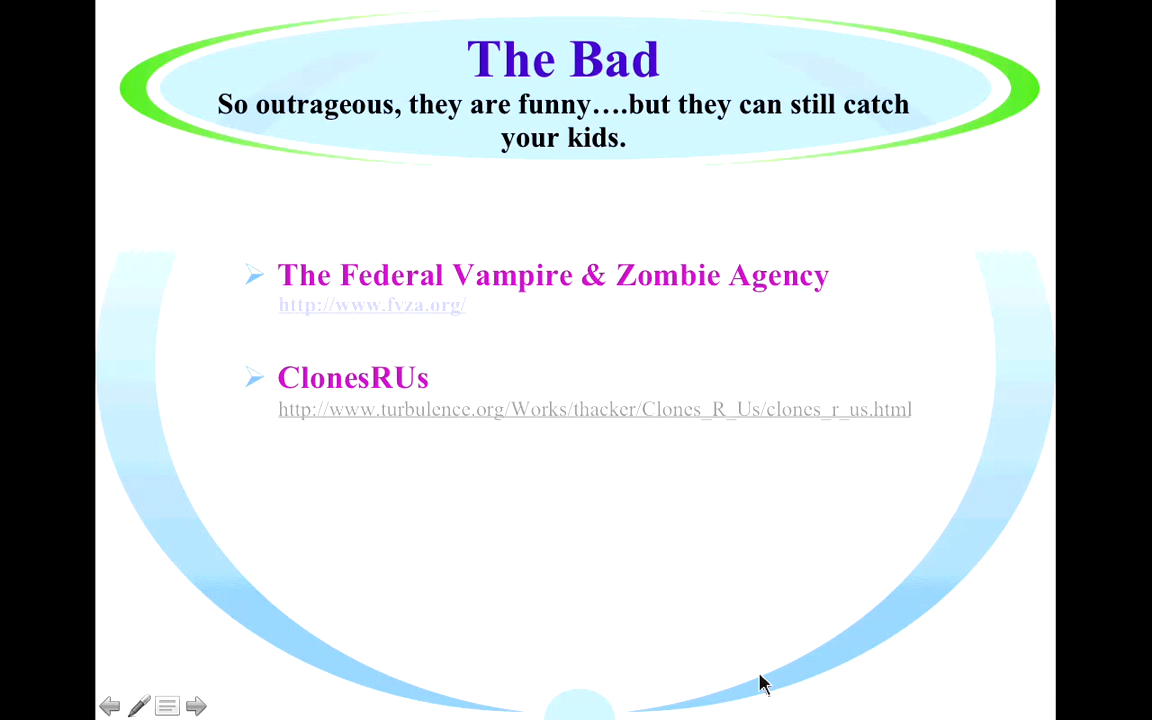 The Bad
So outrageous, they are funny….but they can still catch
your kids.
The Federal Vampire & Zombie Agency
http://www.fvza.org/
ClonesRUs
http://www.turbulence.org/Works/thacker/Clones_R_Us/clones_r_us.html